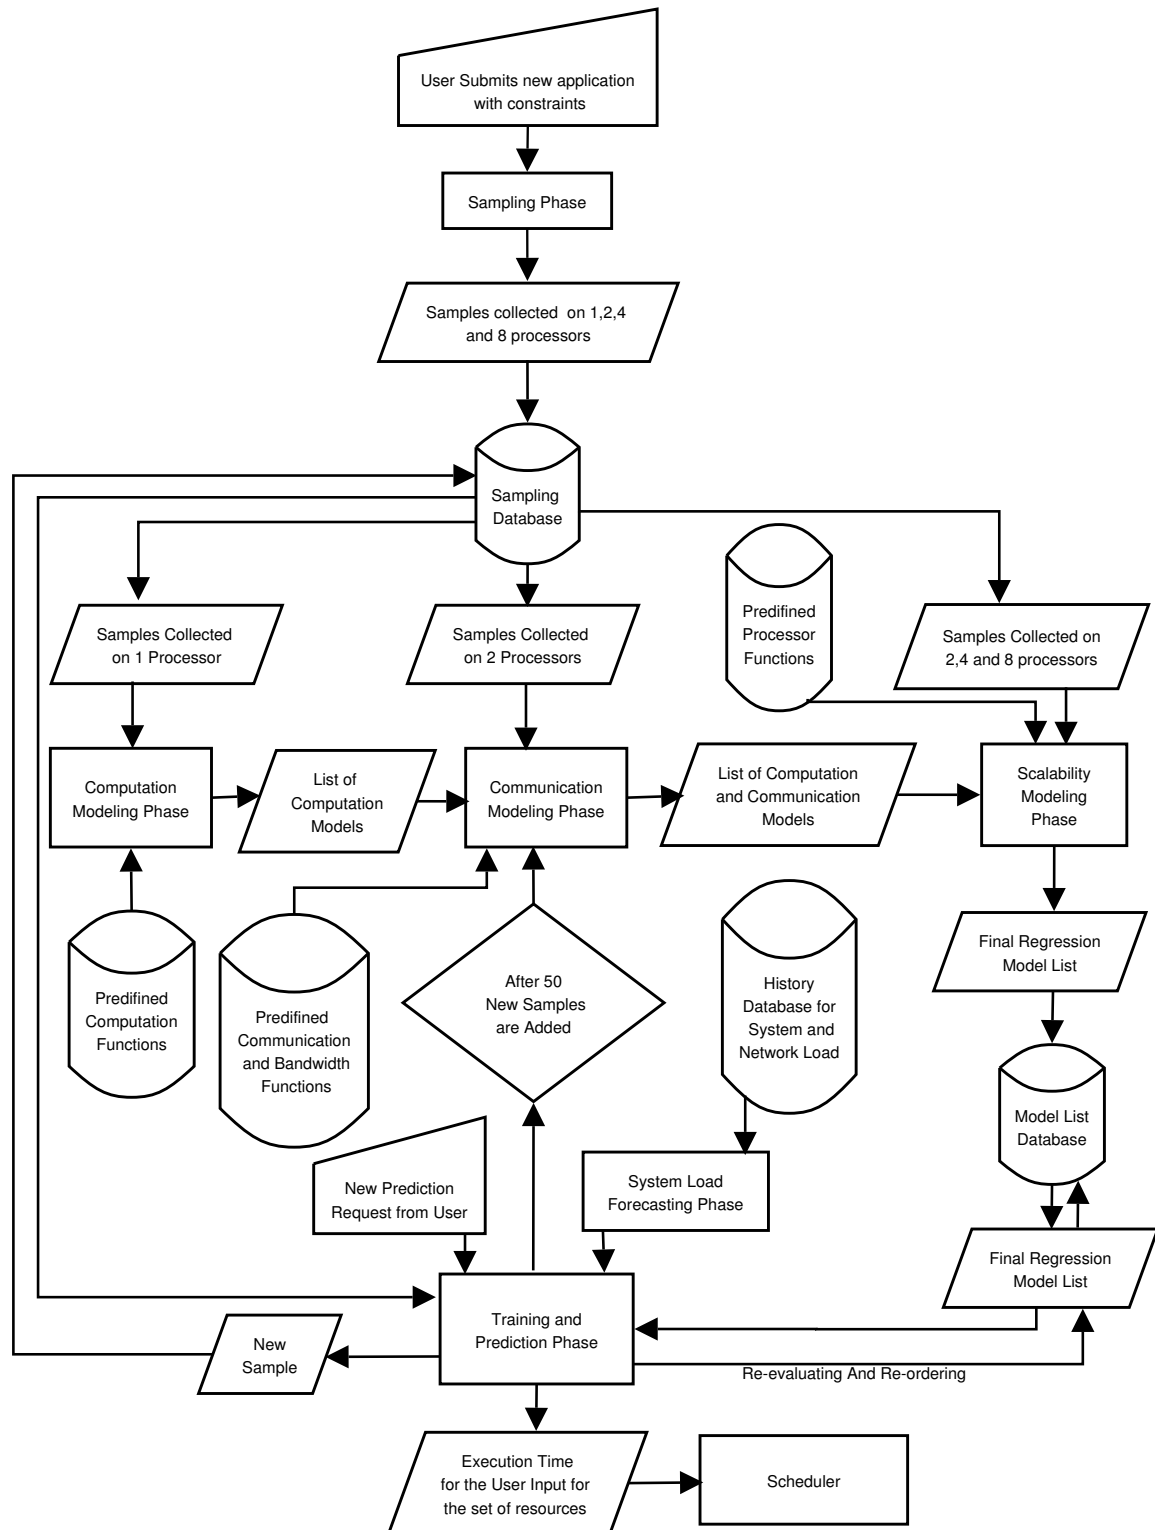 User Submits new application
with constraints
Sampling Phase
Samples collected  on 1,2,4
and 8 processors
Sampling
Database
Predifined
Processor
Functions
Samples Collected
on 1 Processor
Samples Collected
on 2 Processors
Samples Collected on
2,4 and 8 processors
Computation
Modeling Phase
List of
Computation
Models
Communication
Modeling Phase
List of Computation
and Communication
Models
Scalability
Modeling
Phase
Predifined
Computation
Functions
Predifined
Communication
and Bandwidth
Functions
After 50
New Samples
are Added
History
Database for
System and
Network Load
Final Regression
Model List
Model List
Database
New Prediction
Request from User
System Load
Forecasting Phase
Final Regression
Model List
Training and
Prediction Phase
New
Sample
Re-evaluating And Re-ordering
Execution Time
for the User Input for
the set of resources
Scheduler